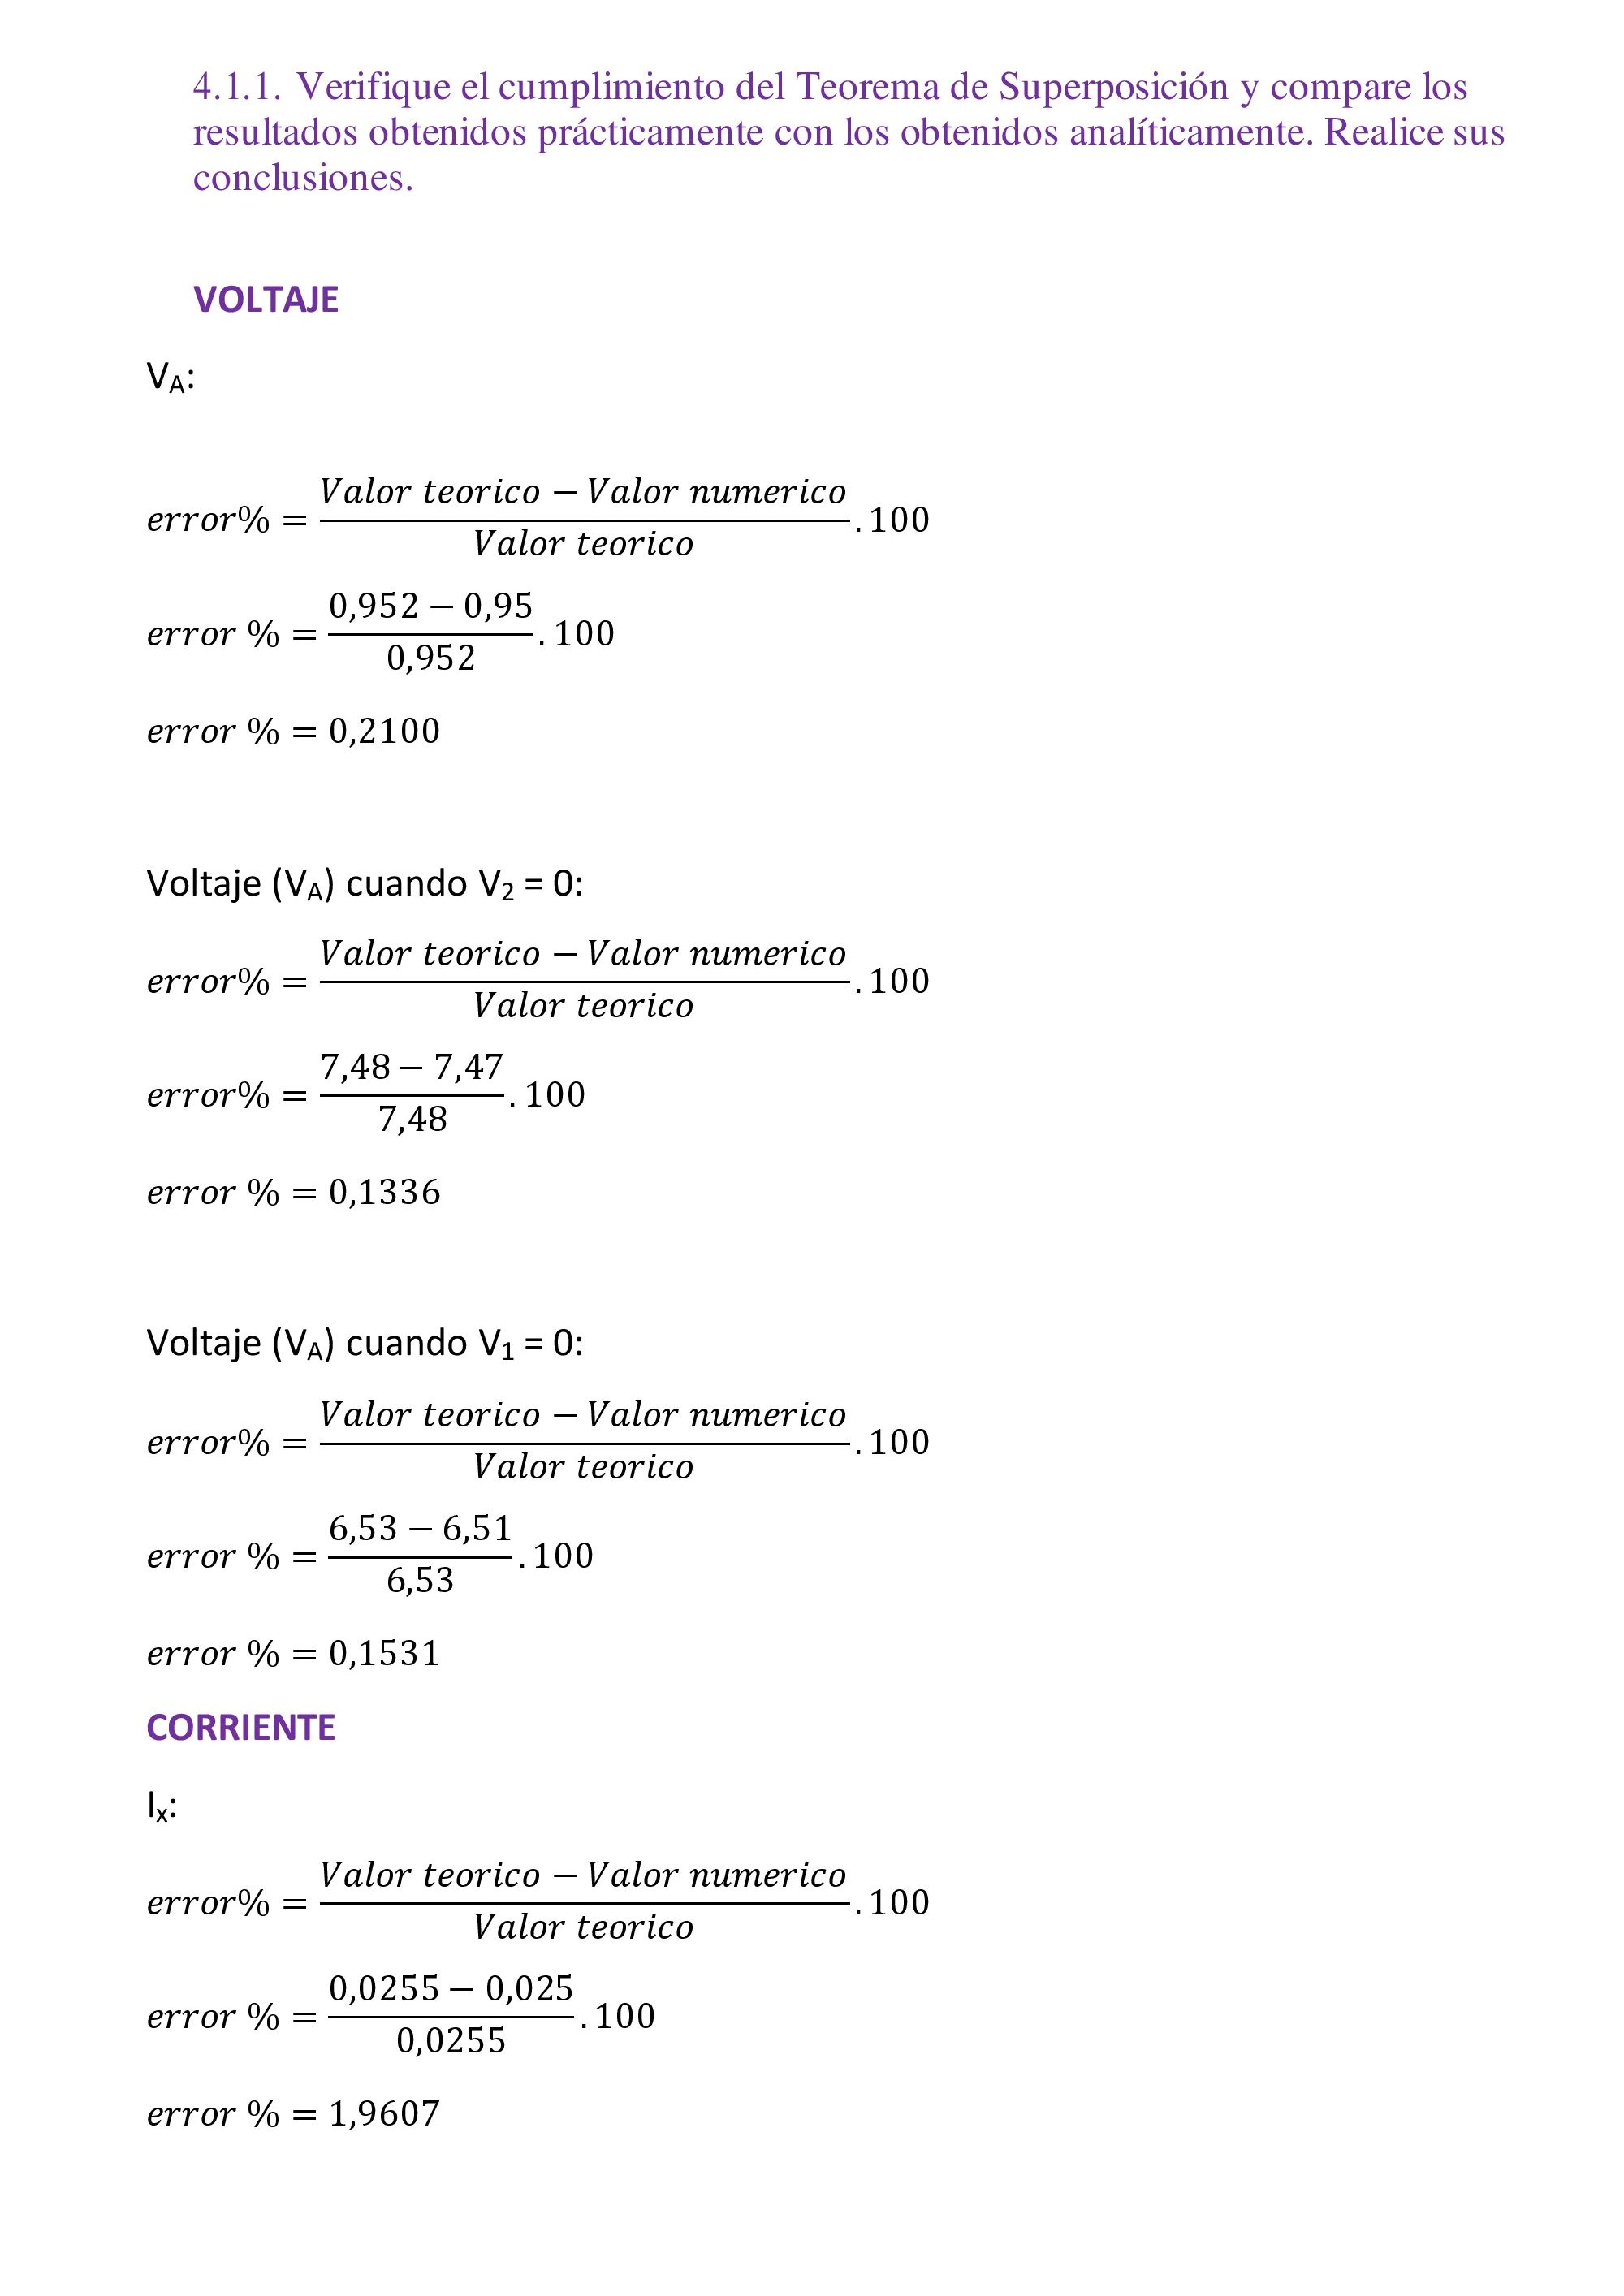 4.1.1. Verifique el cumplimiento del Teorema de Superposición y compare los
resultados obtenidos prácticamente con los obtenidos analíticamente. Realice sus
conclusiones.
VOLTAJE
V_A:
error% = \frac{Valor teorico − Valor numerico}{Valor teorico}.100
error % = \frac{0,952 − 0,95}{0,952}.100
error % = 0,2100
Voltaje (V_A) cuando V_2 = 0:
error% = \frac{Valor teorico − Valor numerico}{Valor teorico}.100
error% = \frac{7,48 − 7,47}{7,48}.100
error % = 0,1336
Voltaje (V_A) cuando V_1 = 0:
error% = \frac{Valor teorico − Valor numerico}{Valor teorico}.100
error % = \frac{6,53 − 6,51}{6,53}.100
error % = 0,1531
CORRIENTE
I_x:
error% = \frac{Valor teorico − Valor numerico}{Valor teorico}.100
error % = \frac{0,0255 − 0,025}{0,0255}.100
error % = 1,9607